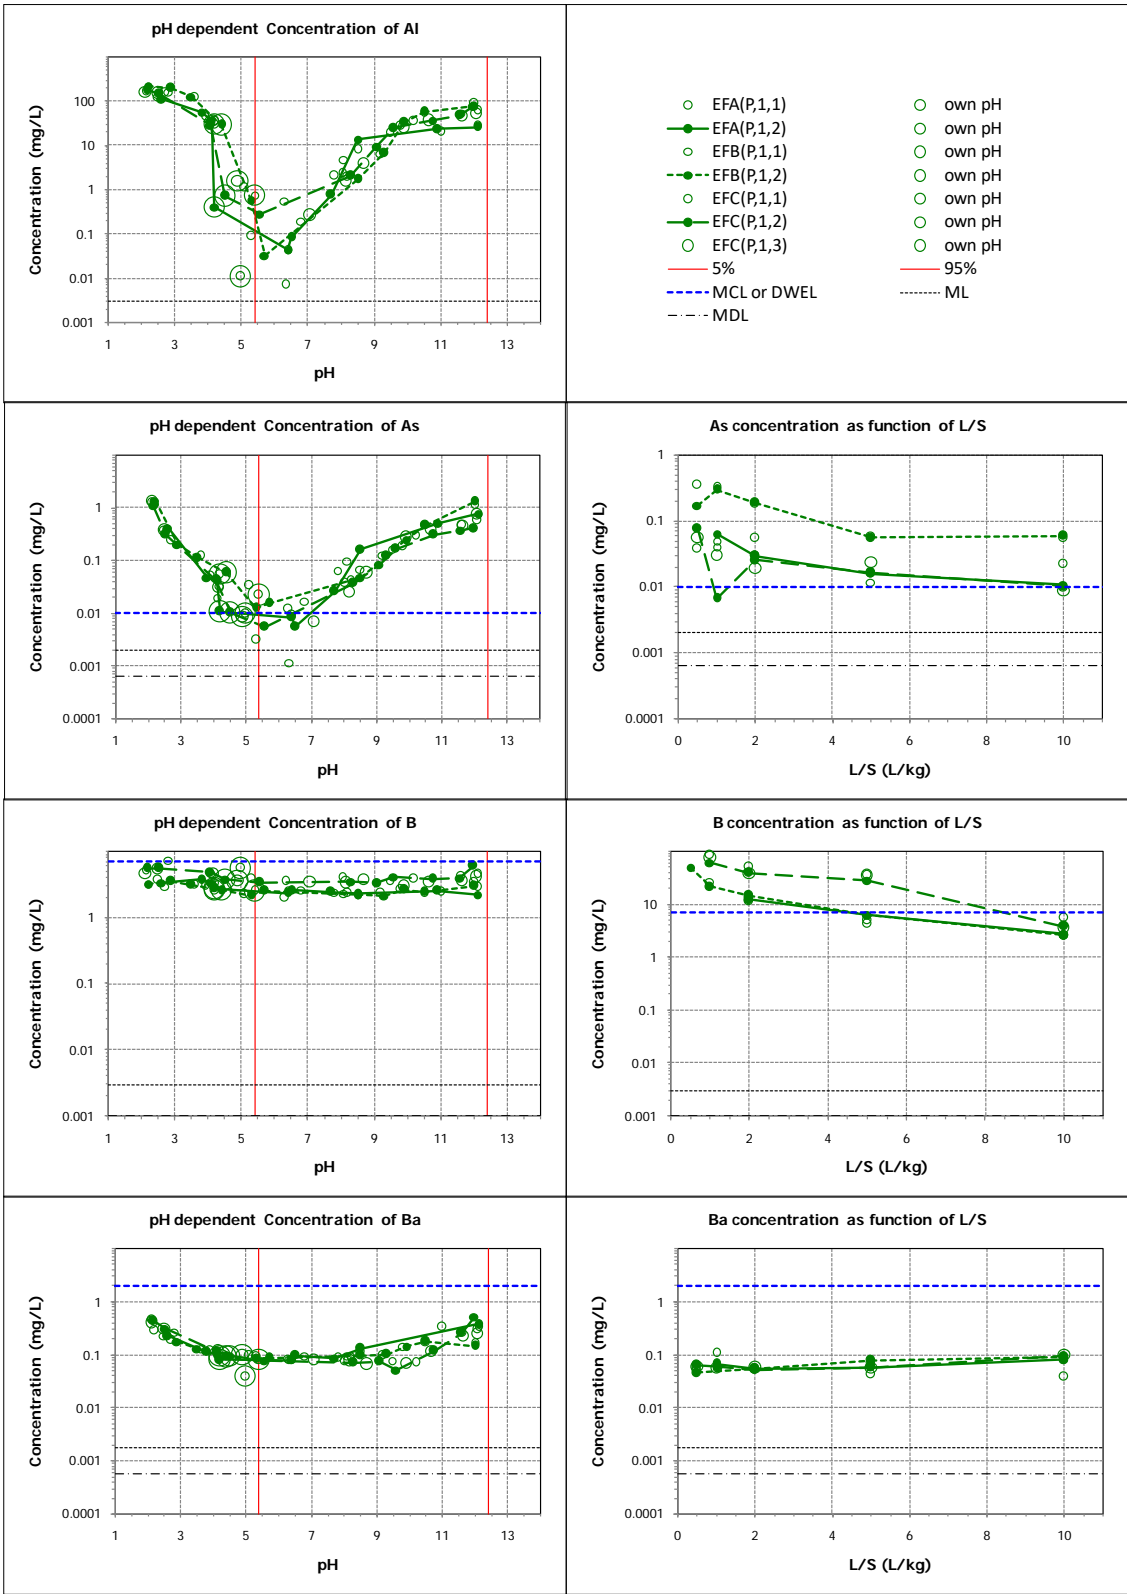 pH dependent Concentration of Al
Concentration (mg/L)
100
10
1
0.1
0.01
0.001
1 3 5 7 9 11 13
pH
EFA(P,1,1) own pH
EFA(P,1,2) own pH
EFB(P,1,1) own pH
EFB(P,1,2) own pH
EFC(P,1,1) own pH
EFC(P,1,2) own pH
EFC(P,1,3) own pH
5% 95%
MCL or DWEL ML
MDL
pH dependent Concentration of As
Concentration (mg/L)
1
0.1
0.01
0.001
0.0001
1 3 5 7 9 11 13
pH
As concentration as function of L/S
Concentration (mg/L)
1
0.1
0.01
0.001
0.0001
0 2 4 6 8 10
L/S (L/kg)
pH dependent Concentration of B
Concentration (mg/L)
1
0.1
0.01
0.001
1 3 5 7 9 11 13
pH
B concentration as function of L/S
Concentration (mg/L)
10
1
0.1
0.01
0.001
0 2 4 6 8 10
L/S (L/kg)
pH dependent Concentration of Ba
Concentration (mg/L)
1
0.1
0.01
0.001
0.0001
1 3 5 7 9 11 13
pH
Ba concentration as function of L/S
Concentration (mg/L)
1
0.1
0.01
0.001
0.0001
0 2 4 6 8 10
L/S (L/kg)